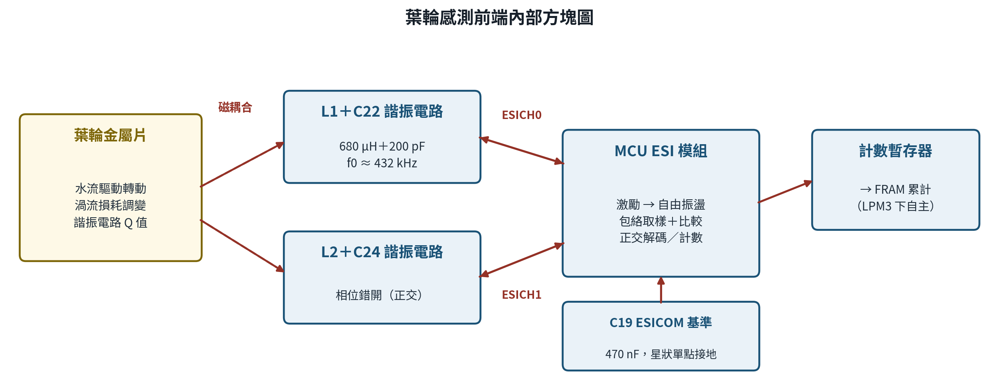 葉輪感測前端內部方塊圖
葉輪金屬片
水流驅動轉動
渦流損耗調變
諧振電路 Q 值
磁耦合
L1＋C22 諧振電路
680 µH＋200 pF
f0 ≈ 432 kHz
L2＋C24 諧振電路
相位錯開（正交）
ESICH0
ESICH1
MCU ESI 模組
激勵 → 自由振盪
包絡取樣＋比較
正交解碼／計數
C19 ESICOM 基準
470 nF，星狀單點接地
計數暫存器
→ FRAM 累計
（LPM3 下自主）